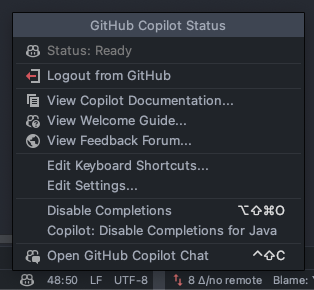 GitHub Copilot Status
Status: Ready
Logout from GitHub
View Copilot Documentation...
View Welcome Guide...
View Feedback Forum...
Edit Keyboard Shortcuts...
Edit Settings...
Disable Completions ⌥⇧⌘O
Copilot: Disable Completions for Java
Open GitHub Copilot Chat ^⇧C
48:50 LF UTF-8 8 Δ/no remote Blame: